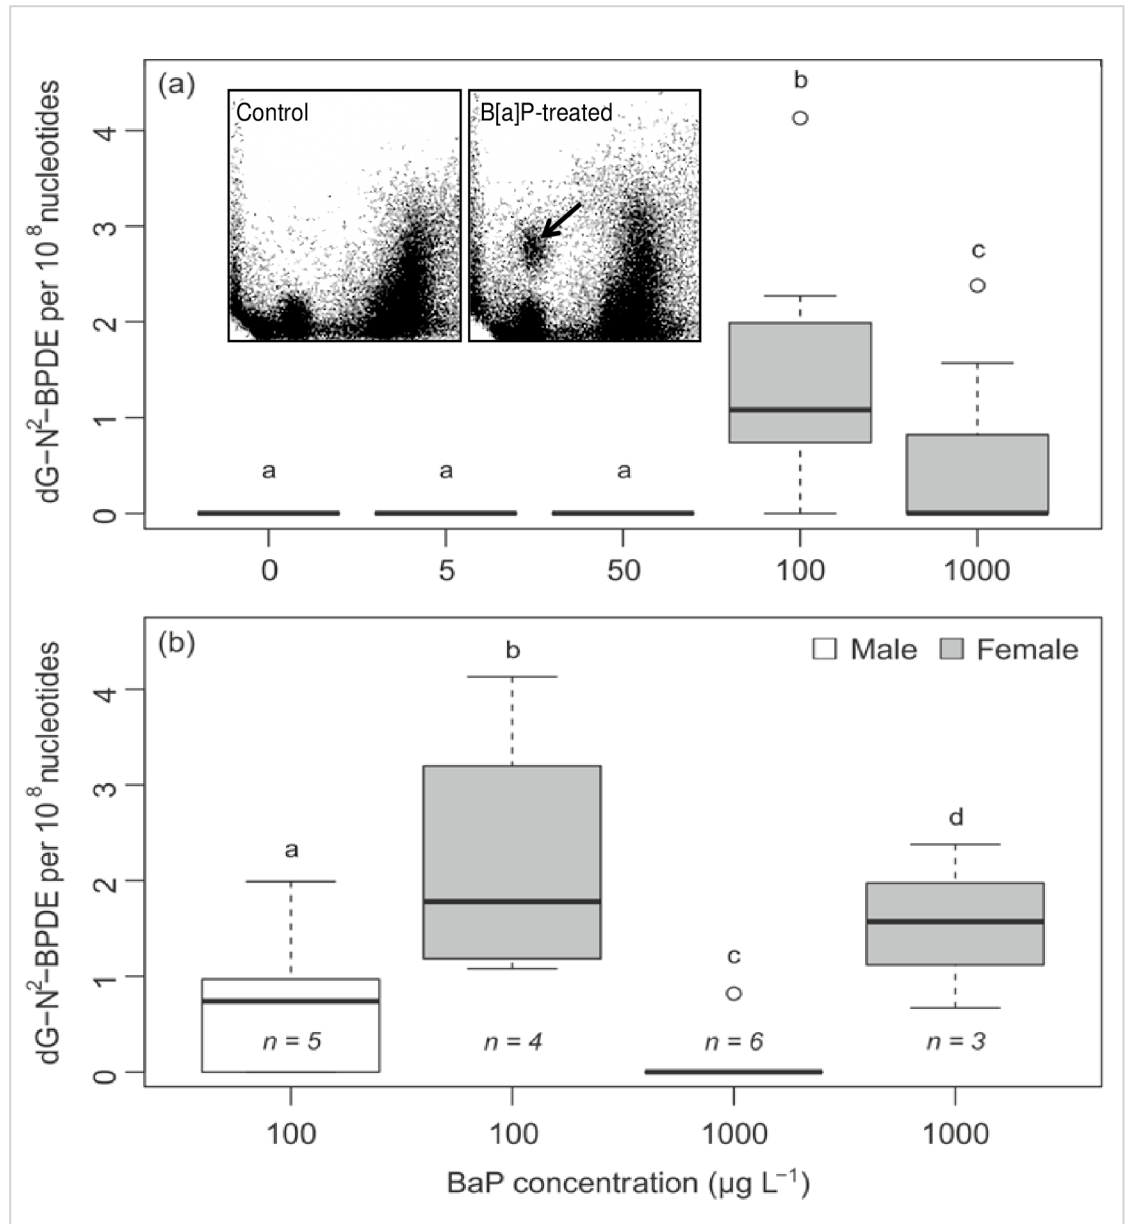 (a)
b
Control
B[a]P-treated
c
a
a
a
dG−N²−BPDE per 10⁸ nucleotides
4
3
2
1
0
0 5 50 100 1000
(b)
b
Male Female
a
d
c
n = 5 n = 4 n = 6 n = 3
dG−N²−BPDE per 10⁸ nucleotides
4
3
2
1
0
100 100 1000 1000
BaP concentration (µg L⁻¹)